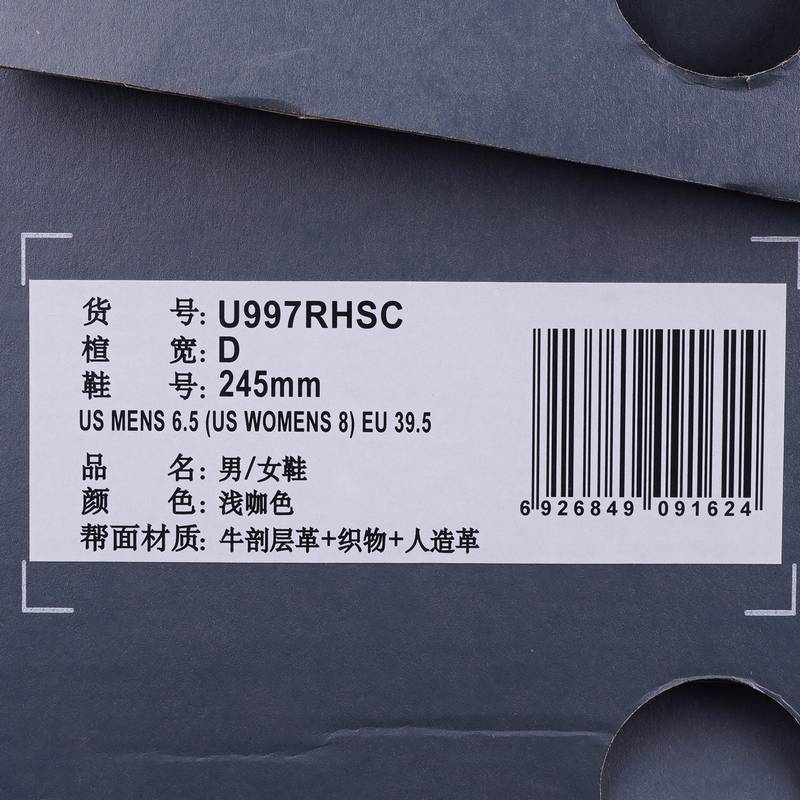 货 号: U997RHSC
楦 宽: D
鞋 号: 245mm
US MENS 6.5 (US WOMENS 8) EU 39.5
品 名: 男/女鞋
颜 色: 浅咖色
帮面材质: 牛剖层革+织物+人造革
6 926849 091624